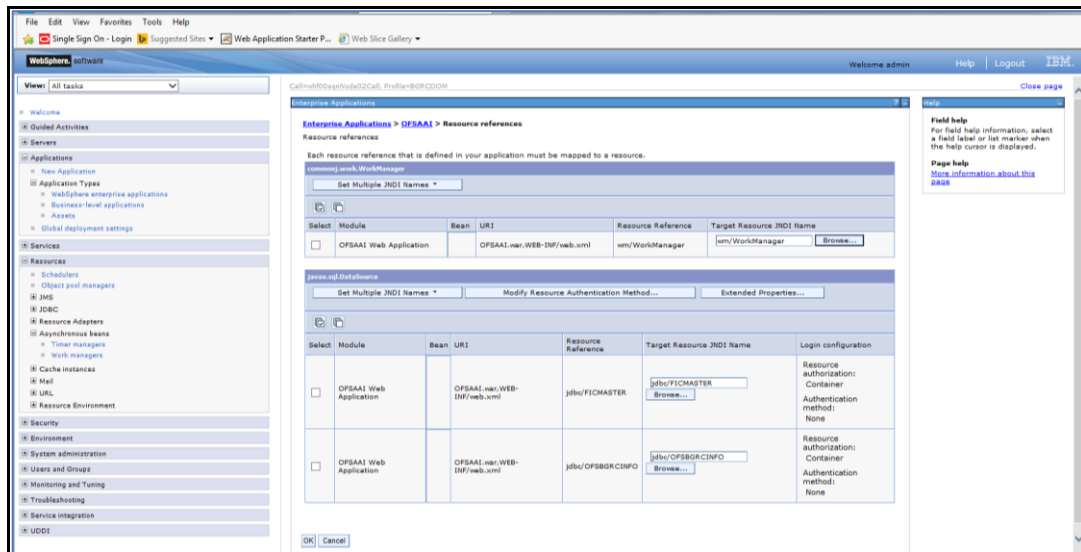 File Edit View Favorites Tools Help
Single Sign On - Login Suggested Sites Web Application Starter P... Web Slice Gallery
WebSphere. software Welcome admin Help Logout IBM.
View: All tasks
Welcome
Guided Activities
Servers
Applications
New Application
Application Types
WebSphere enterprise applications
Business-level applications
Assets
Global deployment settings
Services
Resources
Schedulers
Object pool managers
JMS
JDBC
Resource Adapters
Asynchronous beans
Timer managers
Work managers
Cache instances
Mail
URL
Resource Environment
Security
Environment
System administration
Users and Groups
Monitoring and Tuning
Troubleshooting
Service integration
UDDI
Profile=BGRCDOM
Close page
Enterprise Applications
Enterprise Applications > OFSAAI > Resource references
Resource references
Each resource reference that is defined in your application must be mapped to a resource.
commonj.work.WorkManager
Set Multiple JNDI Names
Select Module Bean URI Resource Reference Target Resource JNDI Name
OFSAAI Web Application OFSAAI.war,WEB-INF/web.xml wm/WorkManager wm/WorkManager Browse...
javax.sql.DataSource
Set Multiple JNDI Names Modify Resource Authentication Method... Extended Properties...
Select Module Bean URI Resource Reference Target Resource JNDI Name Login configuration
OFSAAI Web Application
OFSAAI.war,WEB-INF/web.xml
jdbc/FICMASTER
jdbc/FICMASTER
Browse...
Resource
authorization:
Container
Authentication
method:
None
OFSAAI Web Application
OFSAAI.war,WEB-INF/web.xml
jdbc/OFSBGRCINFO
jdbc/OFSBGRCINFO
Browse...
Resource
authorization:
Container
Authentication
method:
None
OK Cancel
Help
Field help
For field help information, select
a field label or list marker when
the help cursor is displayed.
Page help
More information about this
page